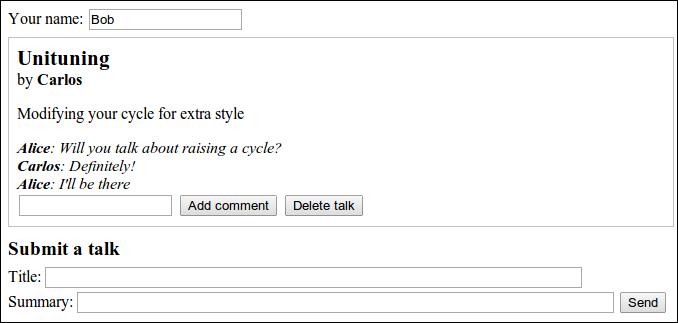 Your name: Bob
Unituning
by Carlos
Modifying your cycle for extra style
Alice: Will you talk about raising a cycle?
Carlos: Definitely!
Alice: I'll be there
Add comment Delete talk
Submit a talk
Title:
Summary: Send